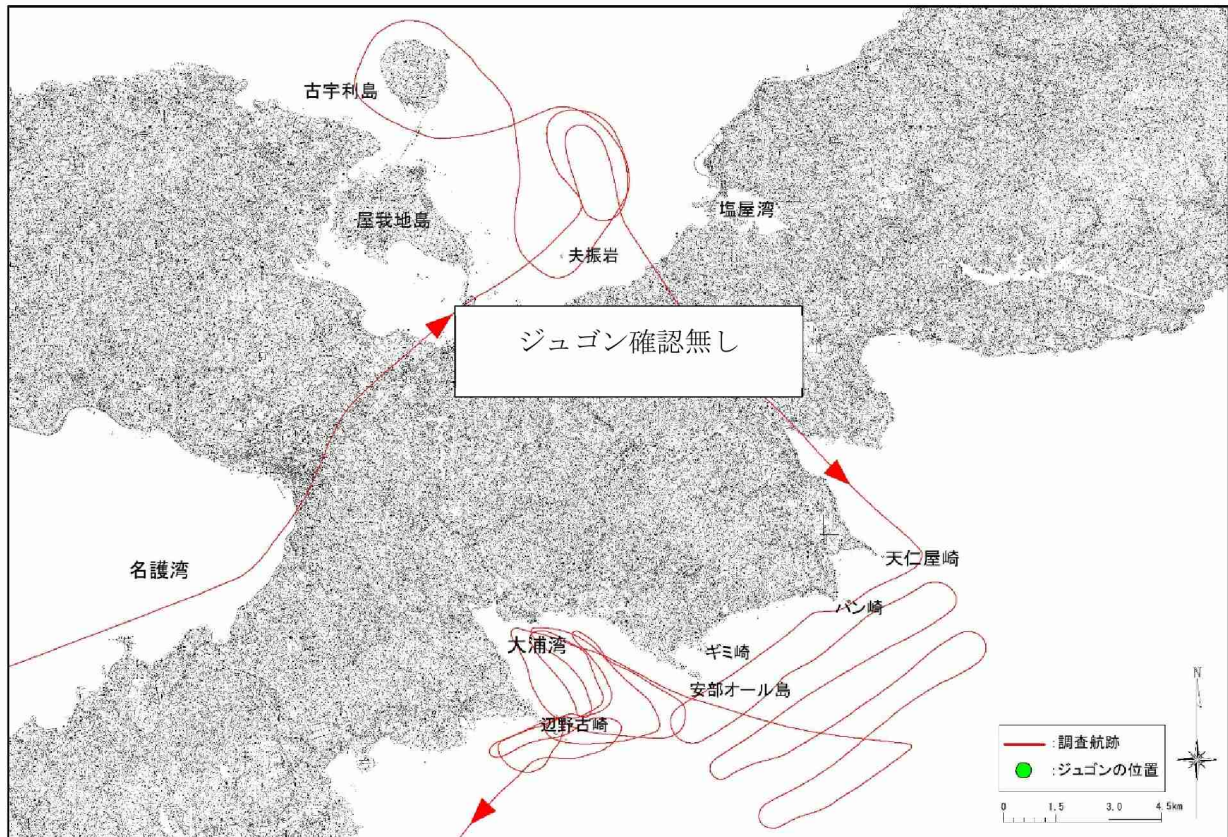 古宇利島
屋我地島
塩屋湾
夫振岩
ジュゴン確認無し
名護湾
天仁屋崎
バン崎
大浦湾
ギミ崎
安部オール島
辺野古崎
N
:調査航跡
:ジュゴンの位置
0 1.5 3.0 4.5km